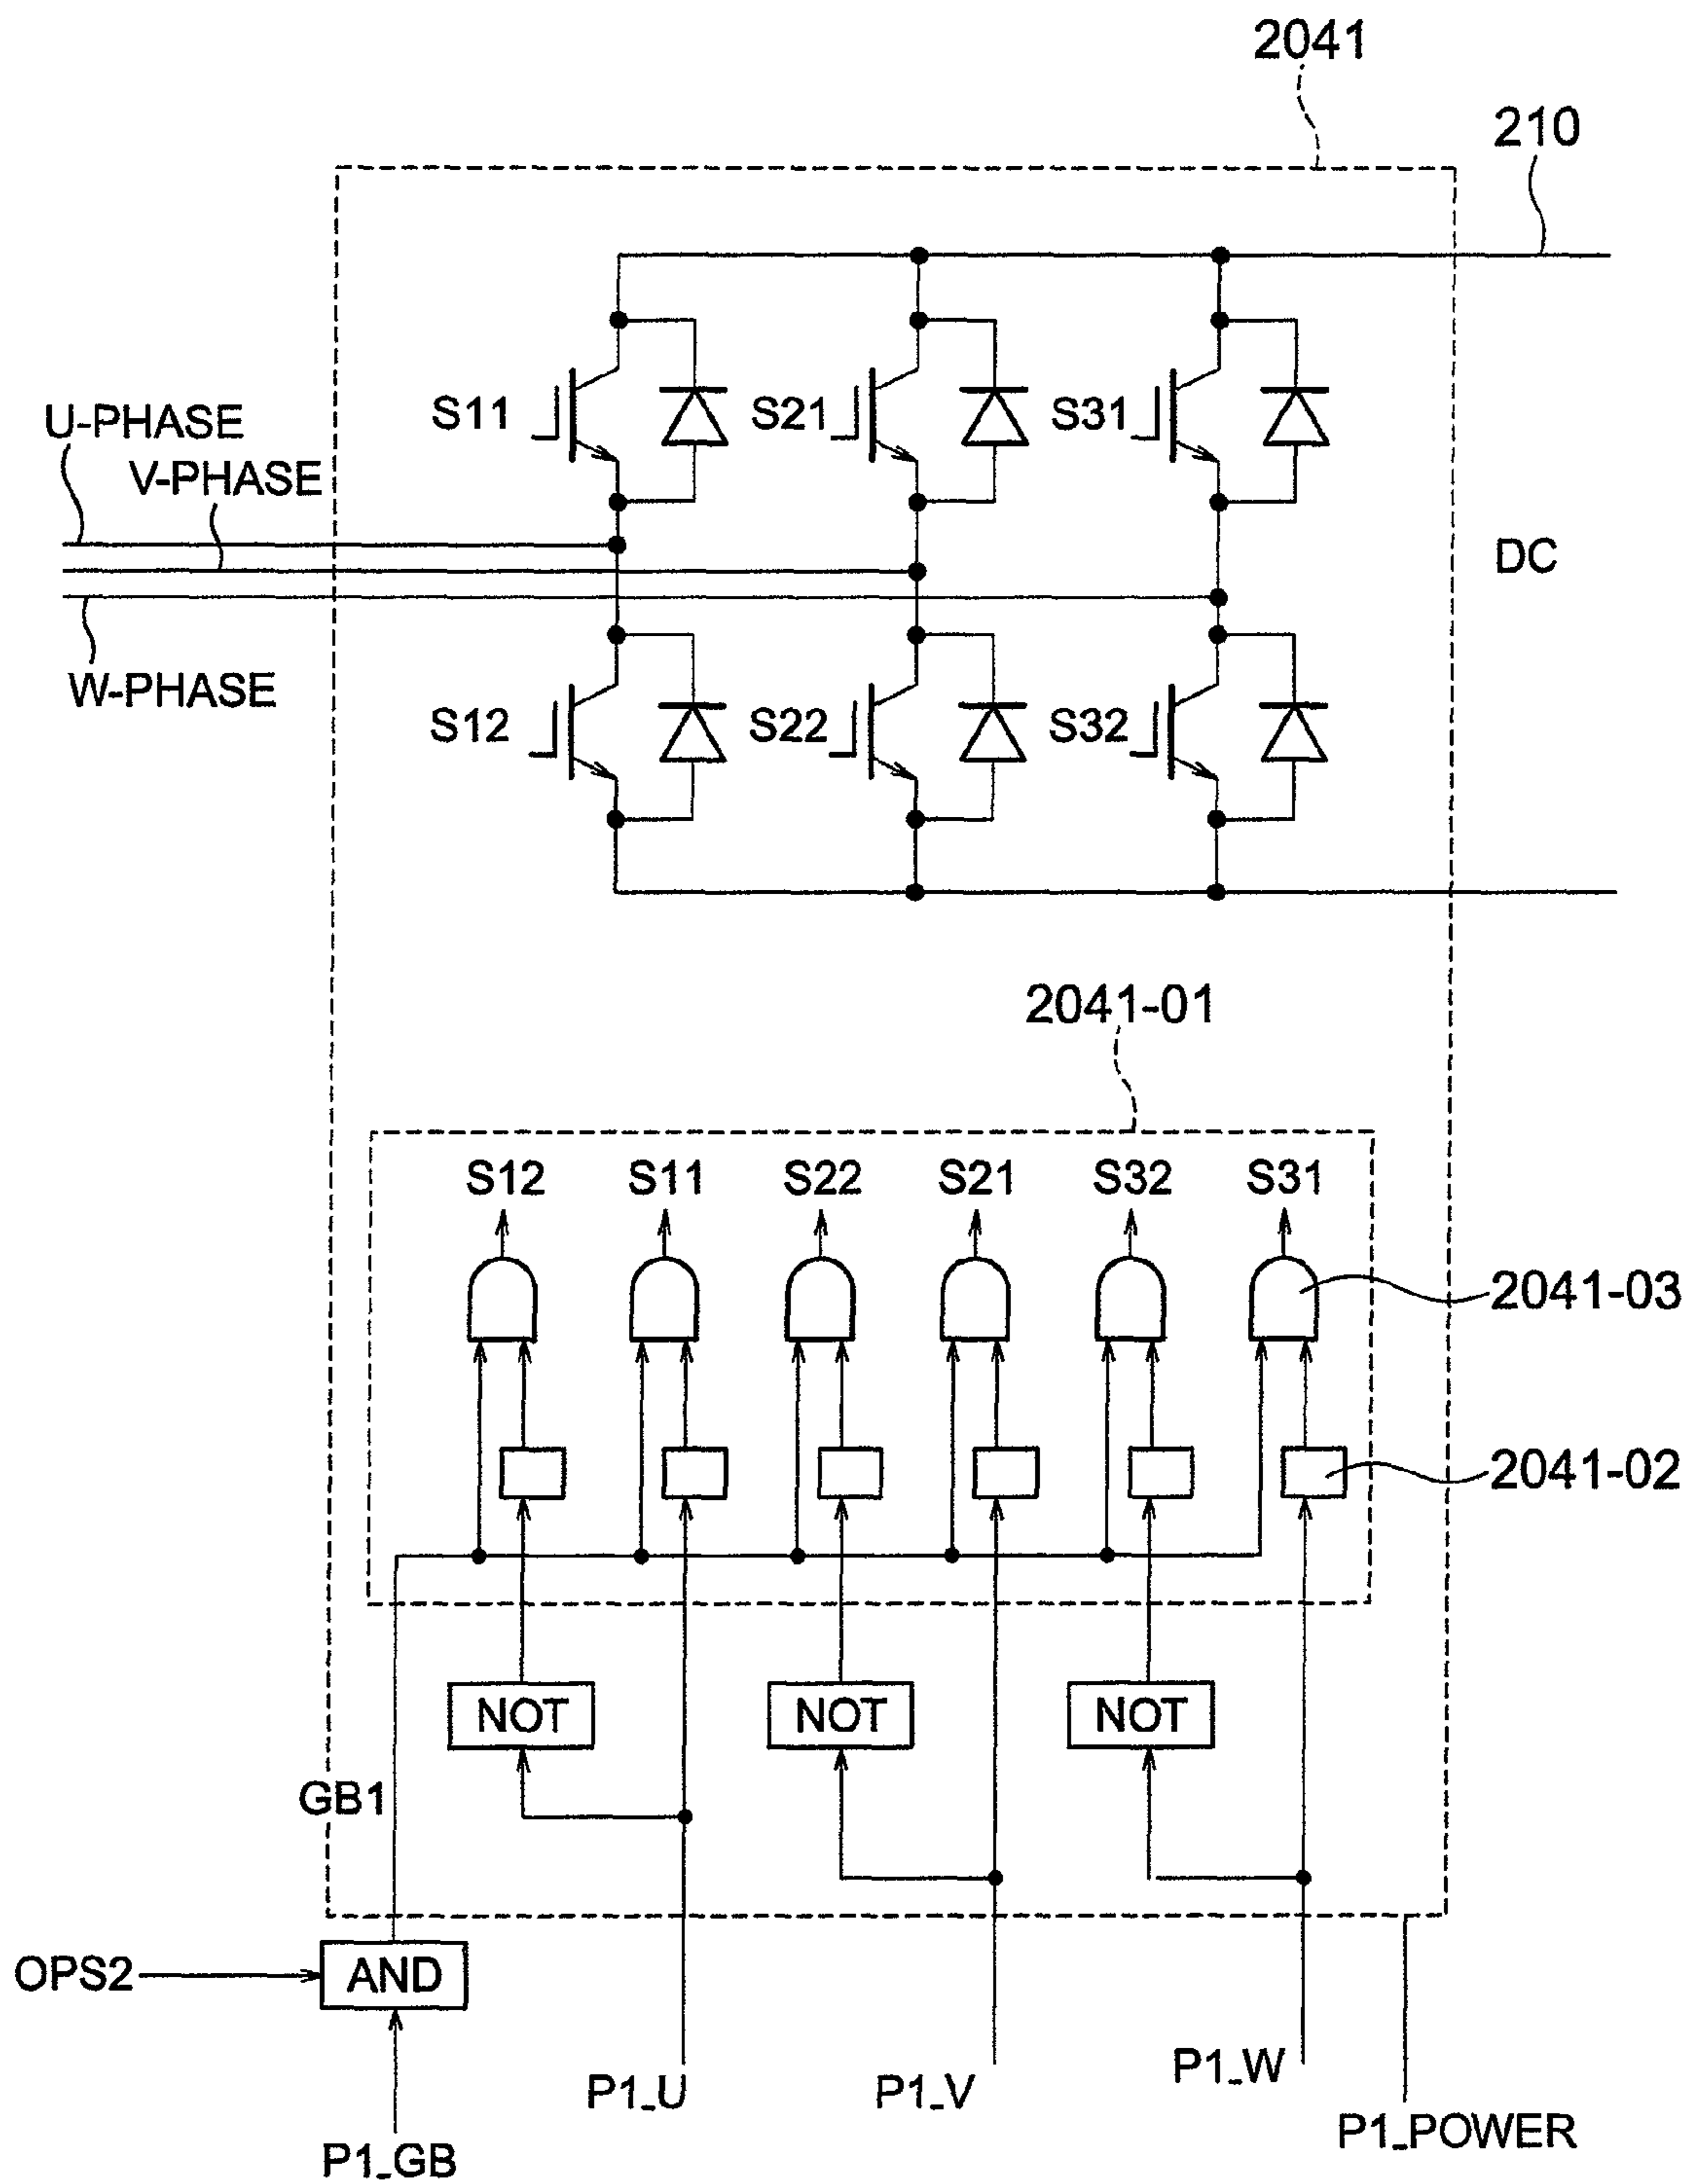 2041
210
S11
S21
S31
U-PHASE
V-PHASE
DC
W-PHASE
S12
S22
S32
2041-01
S12
S11
S22
S21
S32
S31
2041-03
2041-02
NOT
NOT
NOT
GB1
OPS2
AND
P1_U
P1_V
P1_W
P1_POWER
P1_GB